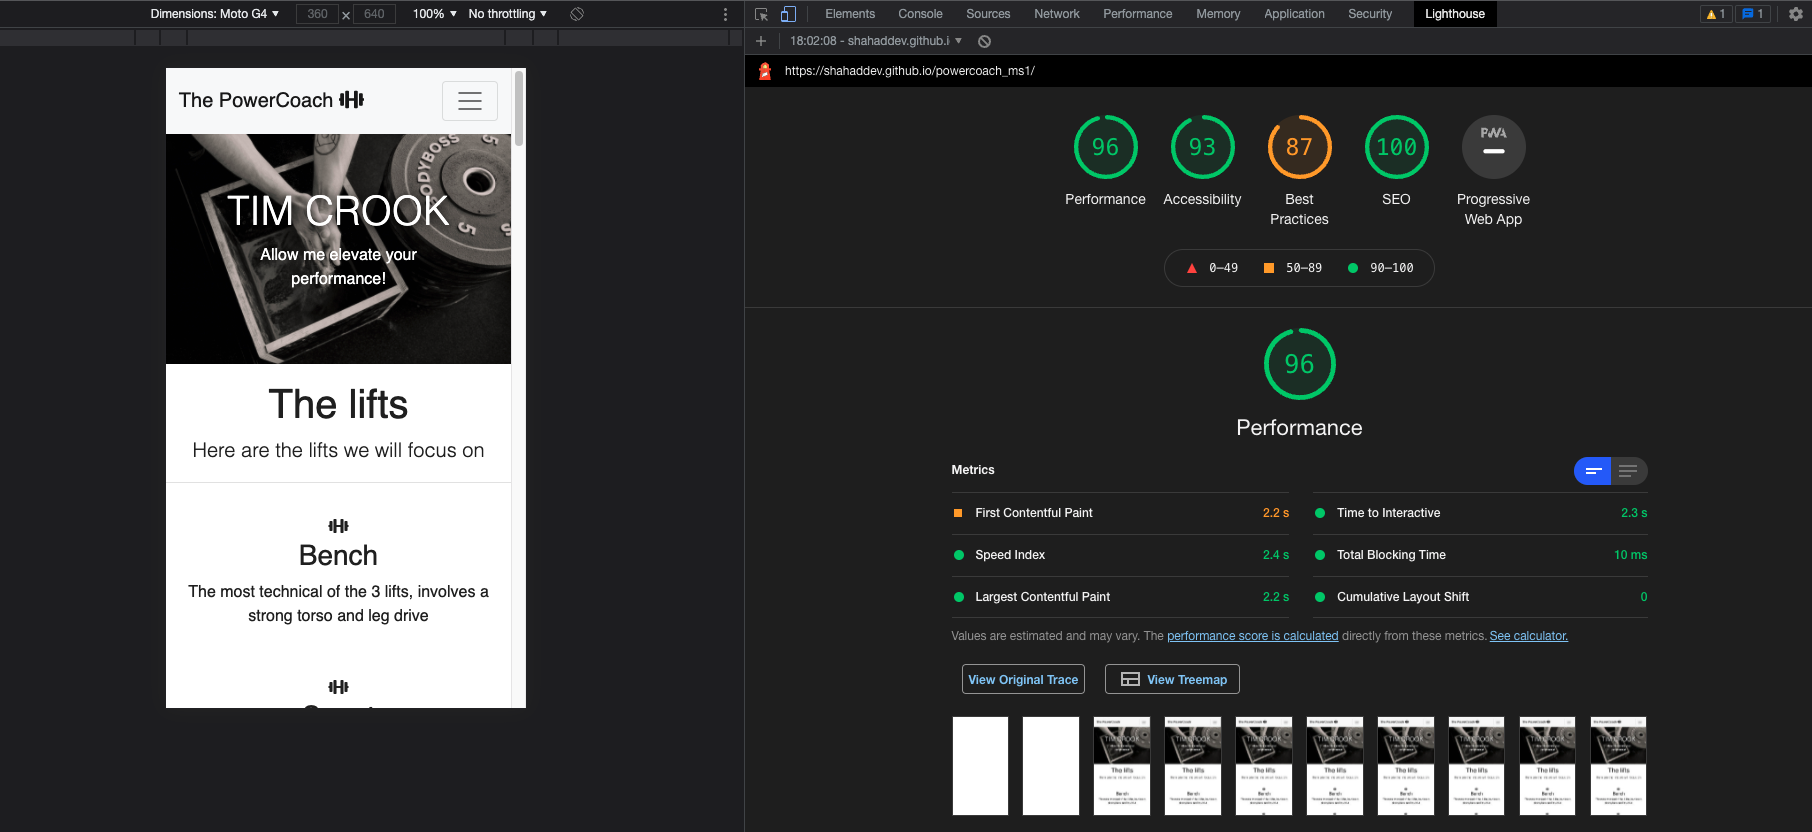 Dimensions: Moto G4 ▼ 360 × 640 100% ▼ No throttling ▼
Elements Console Sources Network Performance Memory Application Security Lighthouse 1 1
18:02:08 - shahaddev.github.i ▼
https://shahaddev.github.io/powercoach_ms1/
The PowerCoach
ODYBOSS
5
5
5
TIM CROOK
Allow me elevate your
performance!
The lifts
Here are the lifts we will focus on
Bench
The most technical of the 3 lifts, involves a
strong torso and leg drive
96 93 87 100 PWA
Performance Accessibility Best Practices SEO Progressive Web App
0–49 50–89 90–100
96
Performance
Metrics
First Contentful Paint 2.2 s
Time to Interactive 2.3 s
Speed Index 2.4 s
Total Blocking Time 10 ms
Largest Contentful Paint 2.2 s
Cumulative Layout Shift 0
Values are estimated and may vary. The performance score is calculated directly from these metrics. See calculator.
View Original Trace View Treemap